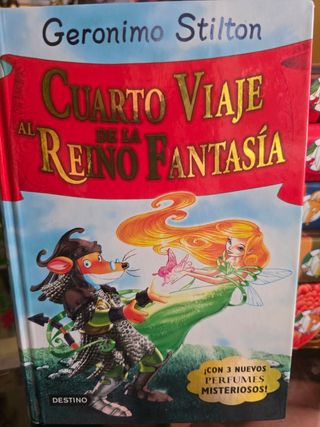 Geronimo Stilton
CUARTO VIAJE
AL DE LA
REINO FANTASÍA
¡CON 3 NUEVOS
PERFUMES
MISTERIOSOS!
DESTINO